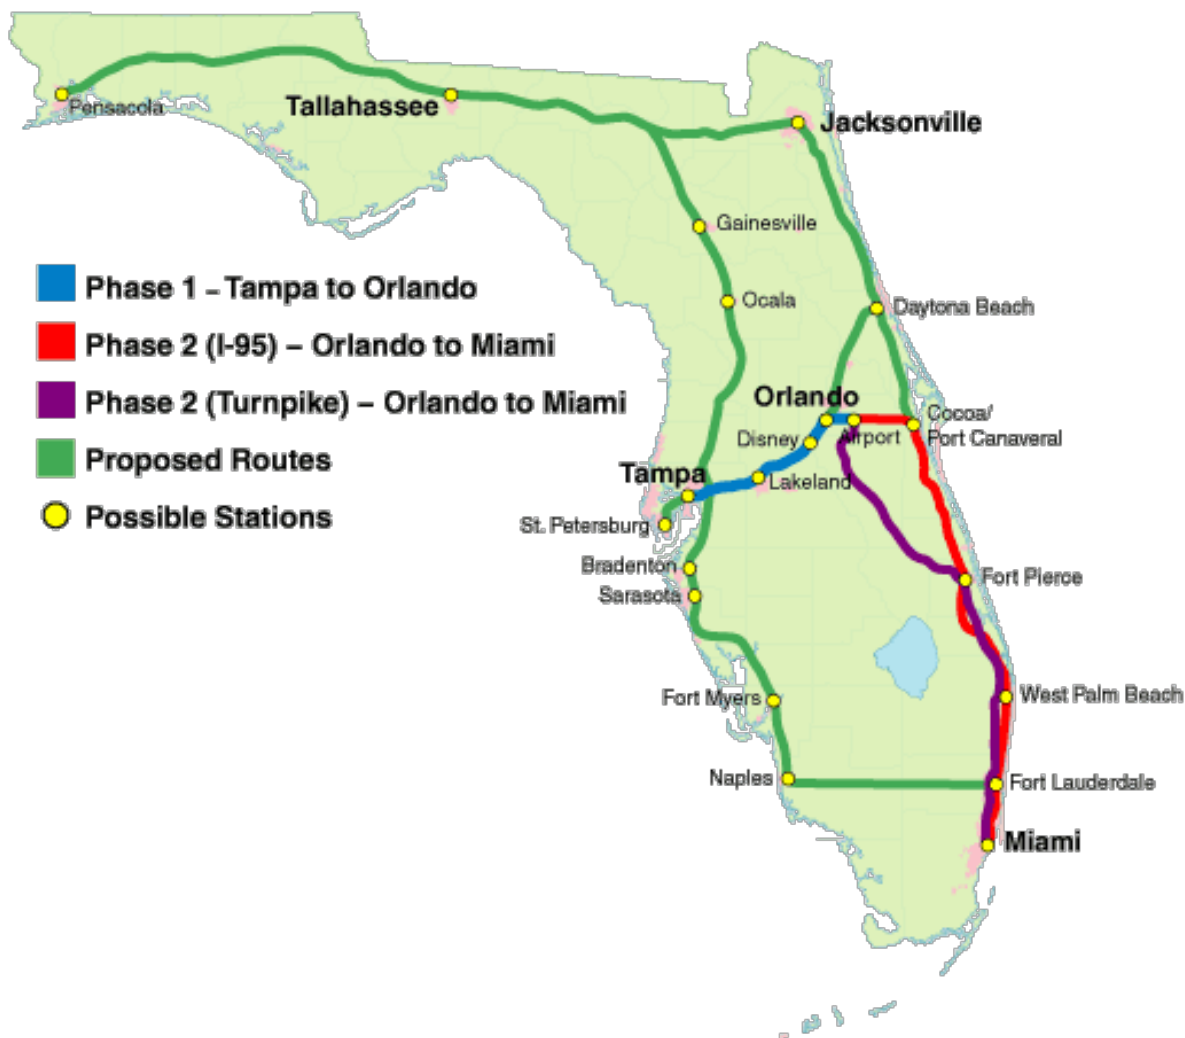 Pensacola
Tallahassee
Jacksonville
Gainesville
Phase 1 – Tampa to Orlando
Ocala
Daytona Beach
Phase 2 (I-95) – Orlando to Miami
Orlando
Phase 2 (Turnpike) – Orlando to Miami
Cocoa/
Port Canaveral
Disney
Airport
Proposed Routes
Tampa
Lakeland
Possible Stations
St. Petersburg
Bradenton
Fort Pierce
Sarasota
Fort Myers
West Palm Beach
Naples
Fort Lauderdale
Miami